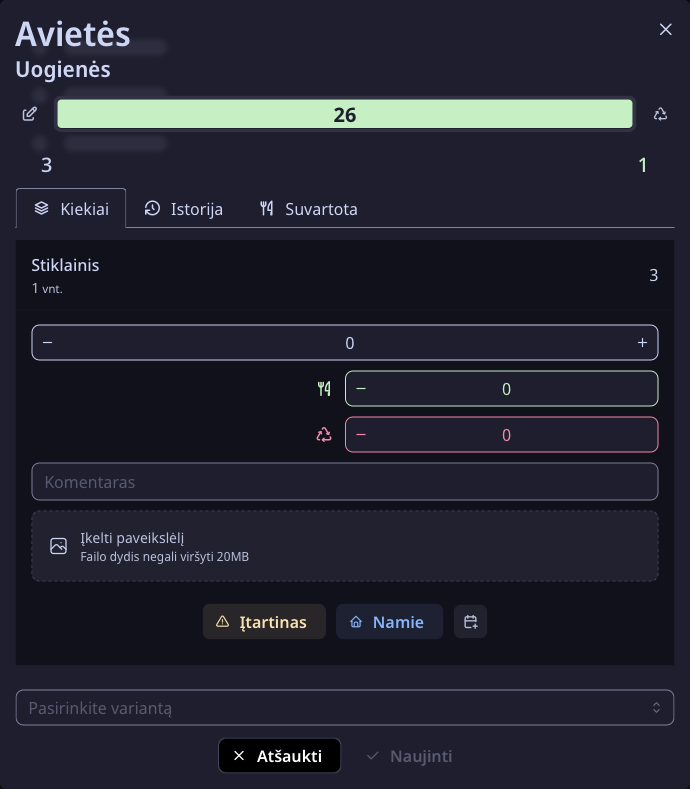 Avietės
Uogienės
26
3 1
Kiekiai Istorija Suvartota
Stiklainis
1 vnt.
3
− 0 +
− 0
− 0
Komentaras
Įkelti paveikslėlį
Failo dydis negali viršyti 20MB
Įtartinas Namie
Pasirinkite variantą
Atšaukti Naujinti